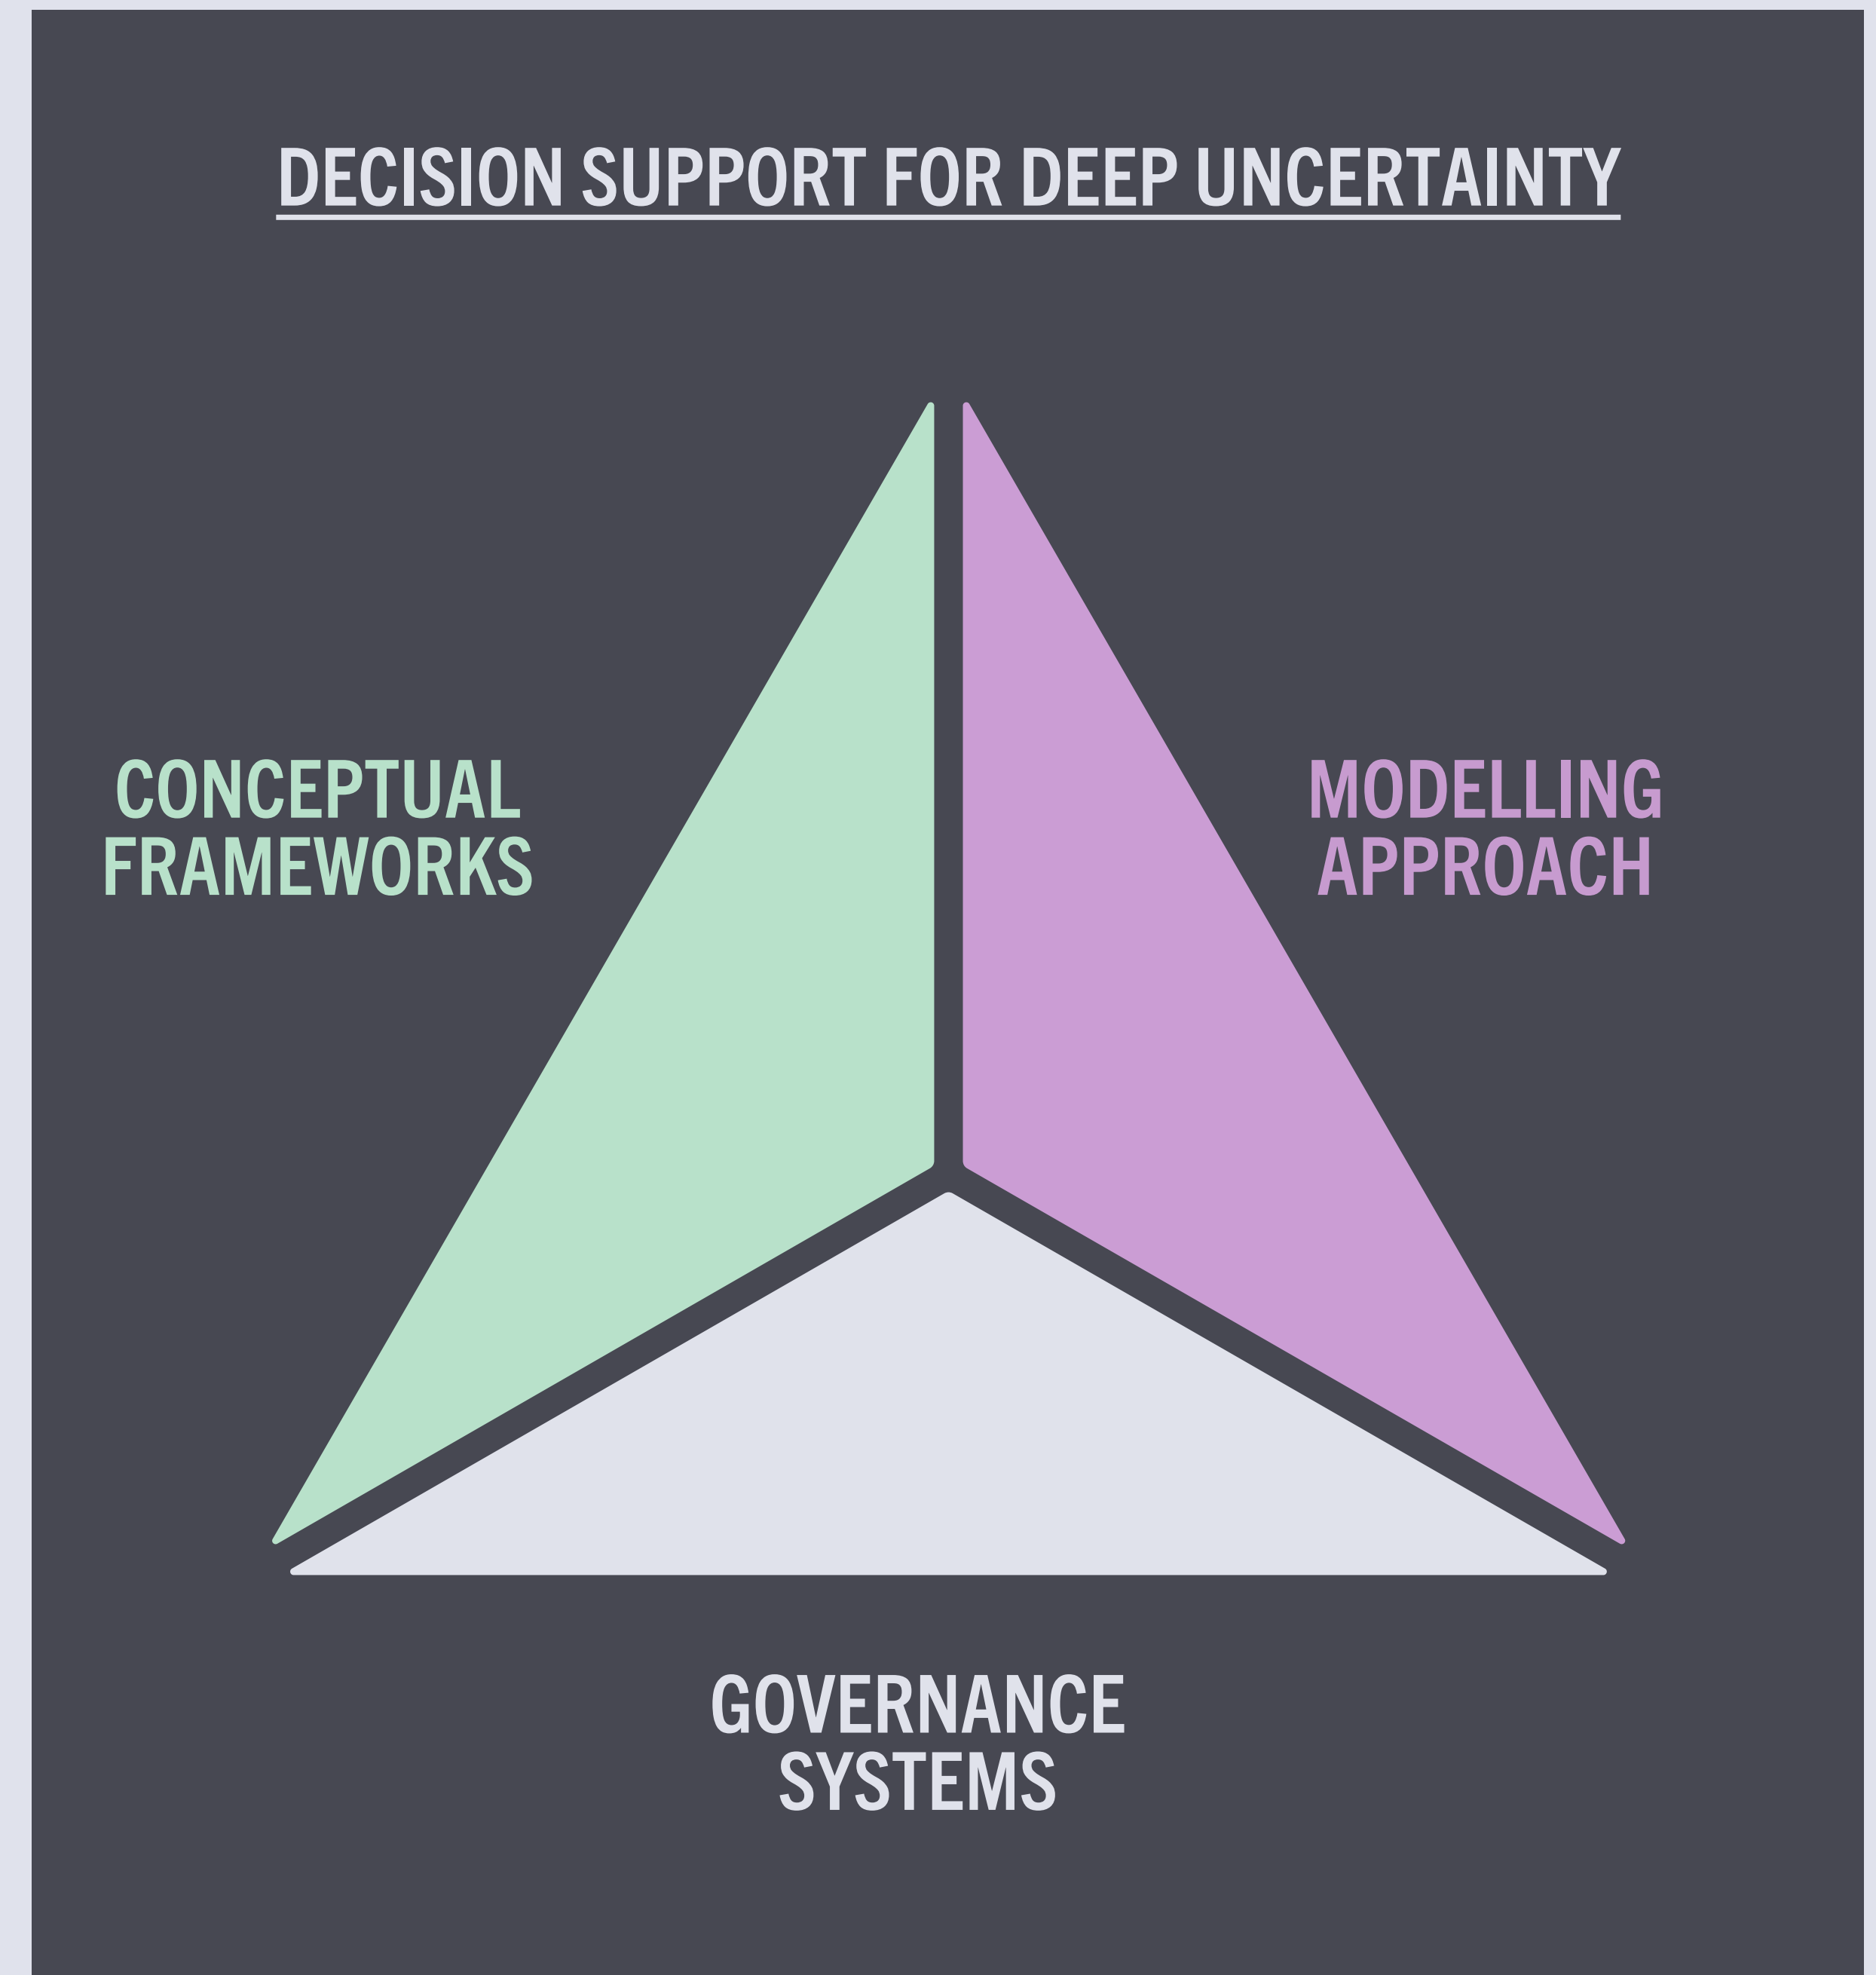 DECISION SUPPORT FOR DEEP UNCERTAINTY
CONCEPTUAL
FRAMEWORKS
MODELLING
APPROACH
GOVERNANCE
SYSTEMS